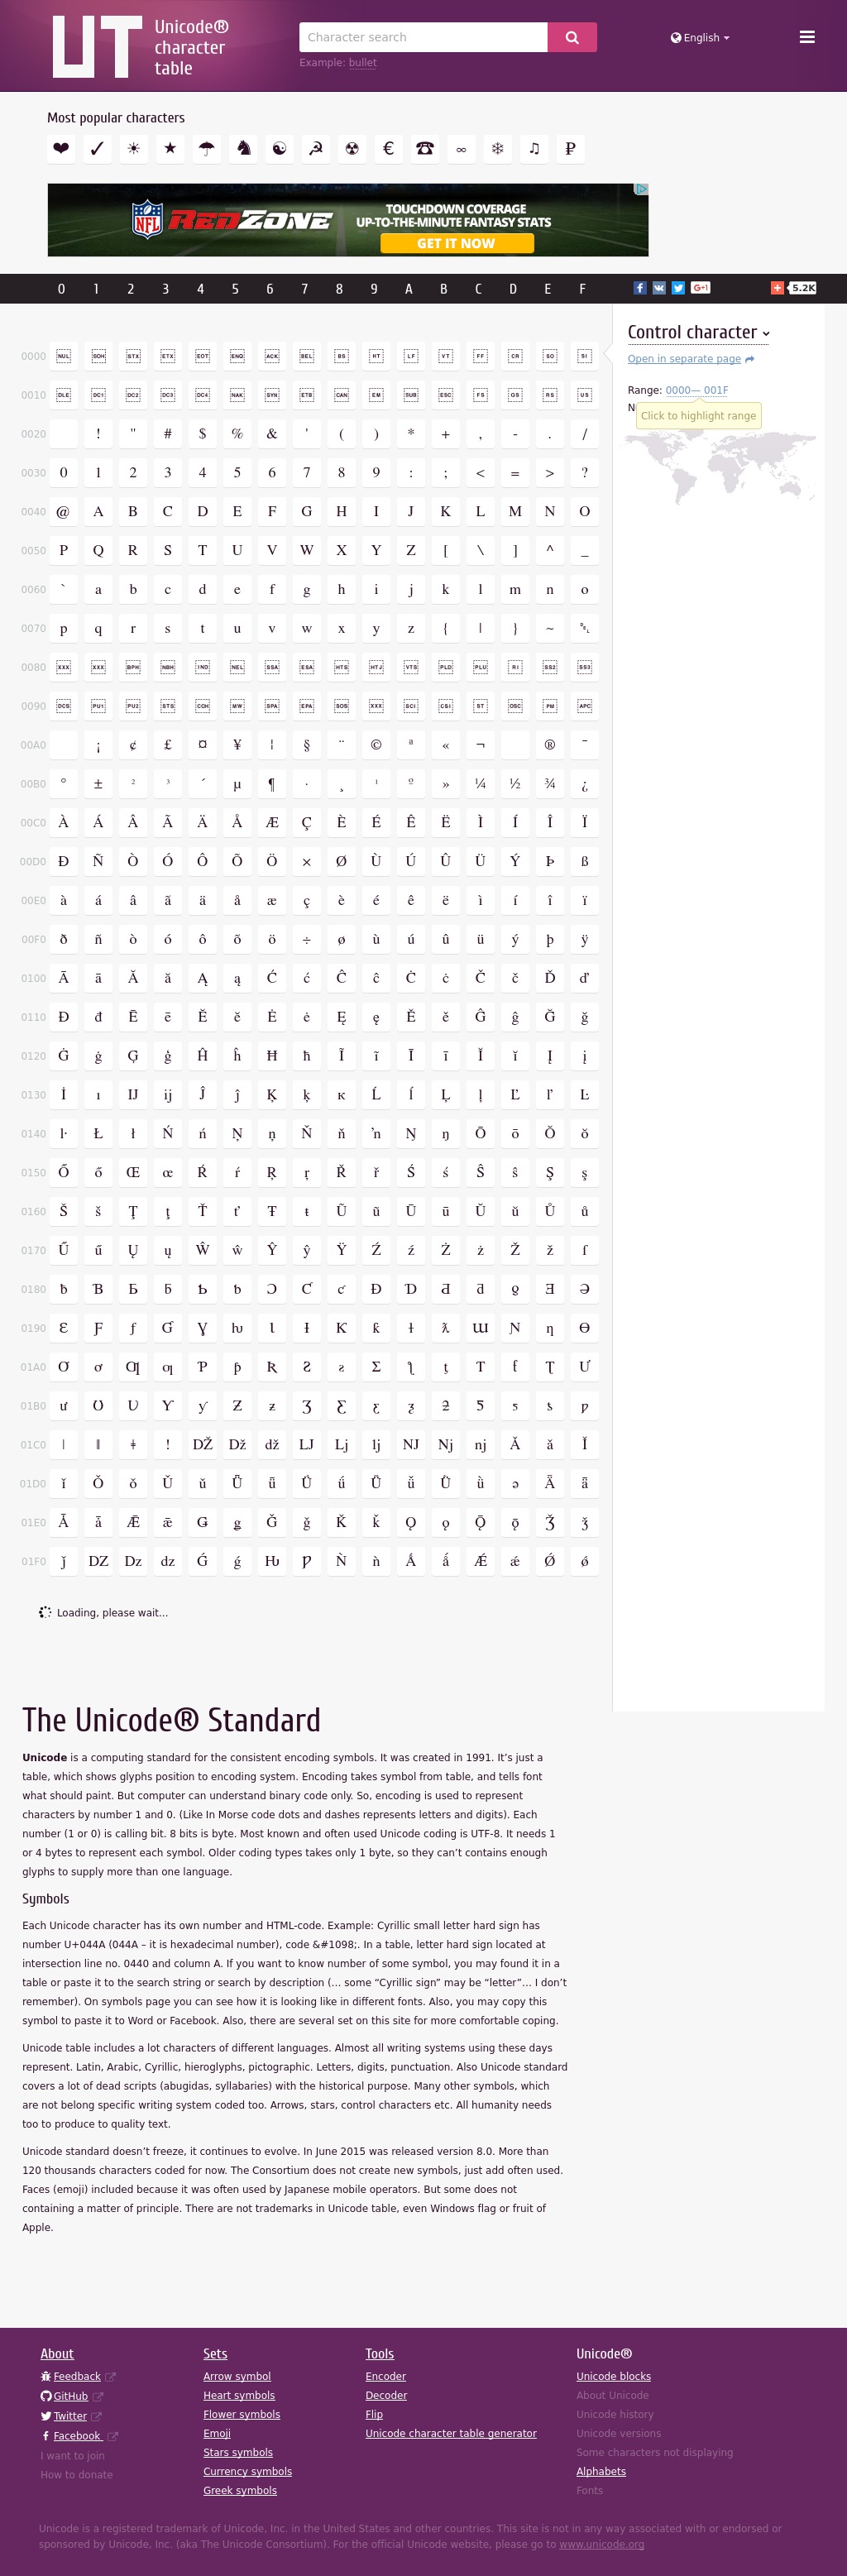 UT
Unicode®
character
table
Character search
English
Example: bullet
Most popular characters
❤ ✓ ☀ ★ ☂ ♞ ☯ ☭ ☢ € ☎ ∞ ❄ ♫ ₽
NFL REDZONE
TOUCHDOWN COVERAGE
UP-TO-THE-MINUTE FANTASY STATS
GET IT NOW
0 1 2 3 4 5 6 7 8 9 A B C D E F
G+1
5.2K
Control character
Open in separate page
Range: 0000— 001F
Click to highlight range
0000 NUL SOH STX ETX EOT ENQ ACK BEL BS HT LF VT FF CR SO SI
0010 DLE DC1 DC2 DC3 DC4 NAK SYN ETB CAN EM SUB ESC FS GS RS US
0020 ! " # $ % & ' ( ) * + , - . /
0030 0 1 2 3 4 5 6 7 8 9 : ; < = > ?
0040 @ A B C D E F G H I J K L M N O
0050 P Q R S T U V W X Y Z [ \ ] ^ _
0060 ` a b c d e f g h i j k l m n o
0070 p q r s t u v w x y z { | } ~ ␡
0080 XXX XXX BPH NBH IND NEL SSA ESA HTS HTJ VTS PLD PLU RI SS2 SS3
0090 DCS PU1 PU2 STS CCH MW SPA EPA SOS XXX SCI CSI ST OSC PM APC
00A0 ¡ ¢ £ ¤ ¥ ¦ § ¨ © ª « ¬ ® ¯
00B0 ° ± ² ³ ´ µ ¶ · ¸ ¹ º » ¼ ½ ¾ ¿
00C0 À Á Â Ã Ä Å Æ Ç È É Ê Ë Ì Í Î Ï
00D0 Ð Ñ Ò Ó Ô Õ Ö × Ø Ù Ú Û Ü Ý Þ ß
00E0 à á â ã ä å æ ç è é ê ë ì í î ï
00F0 ð ñ ò ó ô õ ö ÷ ø ù ú û ü ý þ ÿ
0100 Ā ā Ă ă Ą ą Ć ć Ĉ ĉ Ċ ċ Č č Ď ď
0110 Đ đ Ē ē Ĕ ĕ Ė ė Ę ę Ě ě Ĝ ĝ Ğ ğ
0120 Ġ ġ Ģ ģ Ĥ ĥ Ħ ħ Ĩ ĩ Ī ī Ĭ ĭ Į į
0130 İ ı Ĳ ĳ Ĵ ĵ Ķ ķ ĸ Ĺ ĺ Ļ ļ Ľ ľ Ŀ
0140 ŀ Ł ł Ń ń Ņ ņ Ň ň ŉ Ŋ ŋ Ō ō Ŏ ŏ
0150 Ő ő Œ œ Ŕ ŕ Ŗ ŗ Ř ř Ś ś Ŝ ŝ Ş ş
0160 Š š Ţ ţ Ť ť Ŧ ŧ Ũ ũ Ū ū Ŭ ŭ Ů ů
0170 Ű ű Ų ų Ŵ ŵ Ŷ ŷ Ÿ Ź ź Ż ż Ž ž ſ
0180 ƀ Ɓ Ƃ ƃ Ƅ ƅ Ɔ Ƈ ƈ Ɖ Ɗ Ƌ ƌ ƍ Ǝ Ə
0190 Ɛ Ƒ ƒ Ɠ Ɣ ƕ Ɩ Ɨ Ƙ ƙ ƚ ƛ Ɯ Ɲ ƞ Ɵ
01A0 Ơ ơ Ƣ ƣ Ƥ ƥ Ʀ Ƨ ƨ Ʃ ƪ ƫ Ƭ ƭ Ʈ Ư
01B0 ư Ʊ Ʋ Ƴ ƴ Ƶ ƶ Ʒ Ƹ ƹ ƺ ƻ Ƽ ƽ ƾ ƿ
01C0 ǀ ǁ ǂ ǃ Ǆ ǅ ǆ Ǉ ǈ ǉ Ǌ ǋ ǌ Ǎ ǎ Ǐ
01D0 ǐ Ǒ ǒ Ǔ ǔ Ǖ ǖ Ǘ ǘ Ǚ ǚ Ǜ ǜ ǝ Ǟ ǟ
01E0 Ǡ ǡ Ǣ ǣ Ǥ ǥ Ǧ ǧ Ǩ ǩ Ǫ ǫ Ǭ ǭ Ǯ ǯ
01F0 ǰ Ǳ ǲ ǳ Ǵ ǵ Ƕ Ƿ Ǹ ǹ Ǻ ǻ Ǽ ǽ Ǿ ǿ
Loading, please wait...
The Unicode® Standard
Unicode is a computing standard for the consistent encoding symbols. It was created in 1991. It’s just a
table, which shows glyphs position to encoding system. Encoding takes symbol from table, and tells font
what should paint. But computer can understand binary code only. So, encoding is used to represent
characters by number 1 and 0. (Like In Morse code dots and dashes represents letters and digits). Each
number (1 or 0) is calling bit. 8 bits is byte. Most known and often used Unicode coding is UTF-8. It needs 1
or 4 bytes to represent each symbol. Older coding types takes only 1 byte, so they can’t contains enough
glyphs to supply more than one language.
Symbols
Each Unicode character has its own number and HTML-code. Example: Cyrillic small letter hard sign has
number U+044A (044A – it is hexadecimal number), code &#1098;. In a table, letter hard sign located at
intersection line no. 0440 and column A. If you want to know number of some symbol, you may found it in a
table or paste it to the search string or search by description (... some “Cyrillic sign” may be “letter”... I don’t
remember). On symbols page you can see how it is looking like in different fonts. Also, you may copy this
symbol to paste it to Word or Facebook. Also, there are several set on this site for more comfortable coping.
Unicode table includes a lot characters of different languages. Almost all writing systems using these days
represent. Latin, Arabic, Cyrillic, hieroglyphs, pictographic. Letters, digits, punctuation. Also Unicode standard
covers a lot of dead scripts (abugidas, syllabaries) with the historical purpose. Many other symbols, which
are not belong specific writing system coded too. Arrows, stars, control characters etc. All humanity needs
too to produce to quality text.
Unicode standard doesn’t freeze, it continues to evolve. In June 2015 was released version 8.0. More than
120 thousands characters coded for now. The Consortium does not create new symbols, just add often used.
Faces (emoji) included because it was often used by Japanese mobile operators. But some does not
containing a matter of principle. There are not trademarks in Unicode table, even Windows flag or fruit of
Apple.
About
Feedback
GitHub
Twitter
Facebook
I want to join
How to donate
Sets
Arrow symbol
Heart symbols
Flower symbols
Emoji
Stars symbols
Currency symbols
Greek symbols
Tools
Encoder
Decoder
Flip
Unicode character table generator
Unicode®
Unicode blocks
About Unicode
Unicode history
Unicode versions
Some characters not displaying
Alphabets
Fonts
Unicode is a registered trademark of Unicode, Inc. in the United States and other countries. This site is not in any way associated with or endorsed or
sponsored by Unicode, Inc. (aka The Unicode Consortium). For the official Unicode website, please go to www.unicode.org